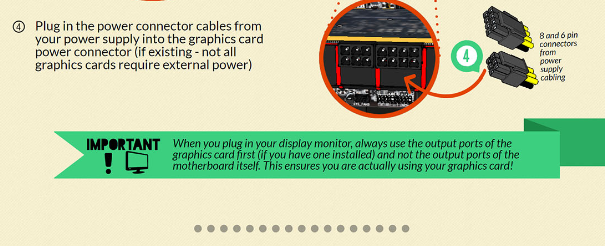 ④ Plug in the power connector cables from
your power supply into the graphics card
power connector (if existing - not all
graphics cards require external power)
4
8 and 6 pin
connectors
from
power
supply
cabling
IMPORTANT
When you plug in your display monitor, always use the output ports of the
graphics card first (if you have one installed) and not the output ports of the
motherboard itself. This ensures you are actually using your graphics card!